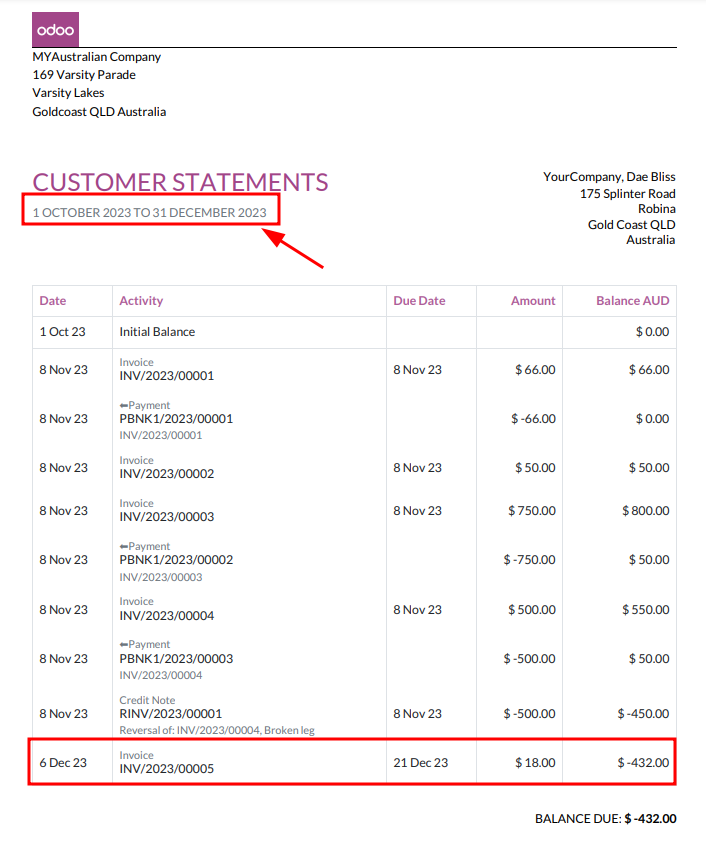 odoo
MYAustralian Company
169 Varsity Parade
Varsity Lakes
Goldcoast QLD Australia
CUSTOMER STATEMENTS
1 OCTOBER 2023 TO 31 DECEMBER 2023
YourCompany, Dae Bliss
175 Splinter Road
Robina
Gold Coast QLD
Australia
Date Activity Due Date Amount Balance AUD
1 Oct 23 Initial Balance $ 0.00
Invoice
8 Nov 23 INV/2023/00001 8 Nov 23 $ 66.00 $ 66.00
⬅Payment
8 Nov 23 PBNK1/2023/00001 $ -66.00 $ 0.00
INV/2023/00001
Invoice
8 Nov 23 INV/2023/00002 8 Nov 23 $ 50.00 $ 50.00
Invoice
8 Nov 23 INV/2023/00003 8 Nov 23 $ 750.00 $ 800.00
⬅Payment
8 Nov 23 PBNK1/2023/00002 $ -750.00 $ 50.00
INV/2023/00003
Invoice
8 Nov 23 INV/2023/00004 8 Nov 23 $ 500.00 $ 550.00
⬅Payment
8 Nov 23 PBNK1/2023/00003 $ -500.00 $ 50.00
INV/2023/00004
Credit Note
8 Nov 23 RINV/2023/00001 8 Nov 23 $ -500.00 $ -450.00
Reversal of: INV/2023/00004, Broken leg
Invoice
6 Dec 23 INV/2023/00005 21 Dec 23 $ 18.00 $ -432.00
BALANCE DUE: $ -432.00